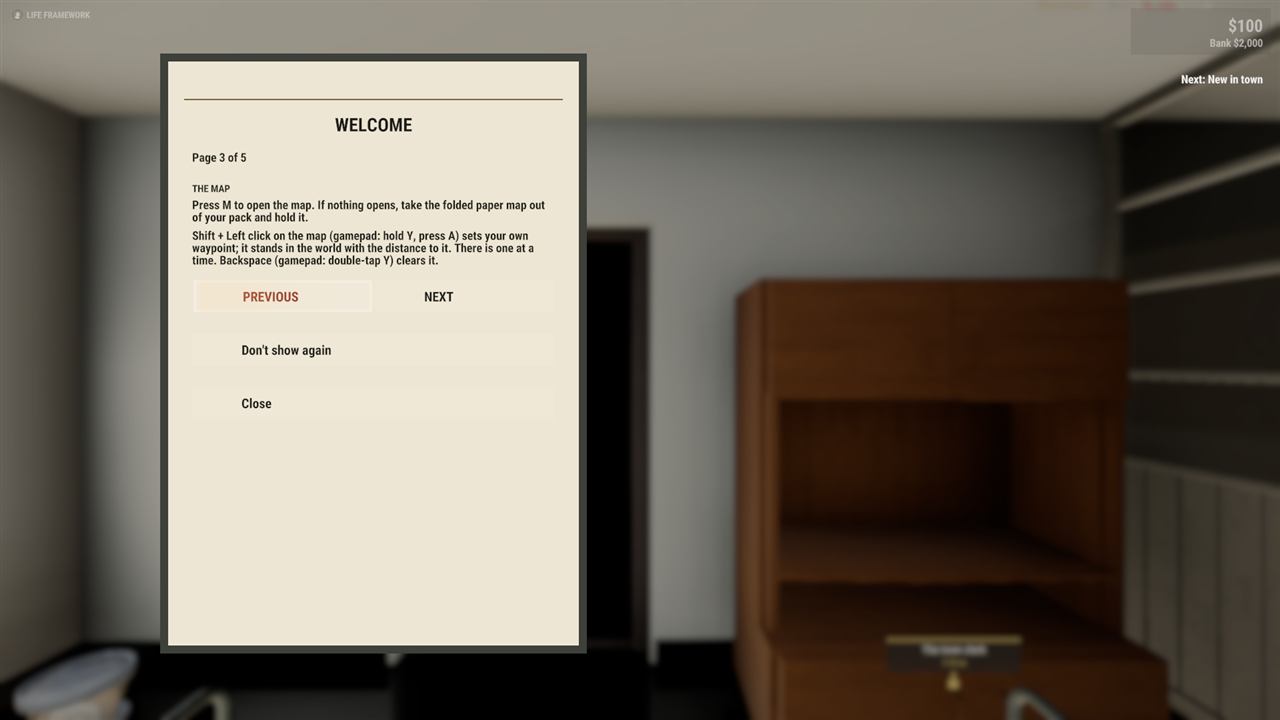 LIFE FRAMEWORK
$100
Bank $2,000
Next: New in town
WELCOME
Page 3 of 5
THE MAP
Press M to open the map. If nothing opens, take the folded paper map out
of your pack and hold it.
Shift + Left click on the map (gamepad: hold Y, press A) sets your own
waypoint; it stands in the world with the distance to it. There is one at a
time. Backspace (gamepad: double-tap Y) clears it.
PREVIOUS
NEXT
Don't show again
Close